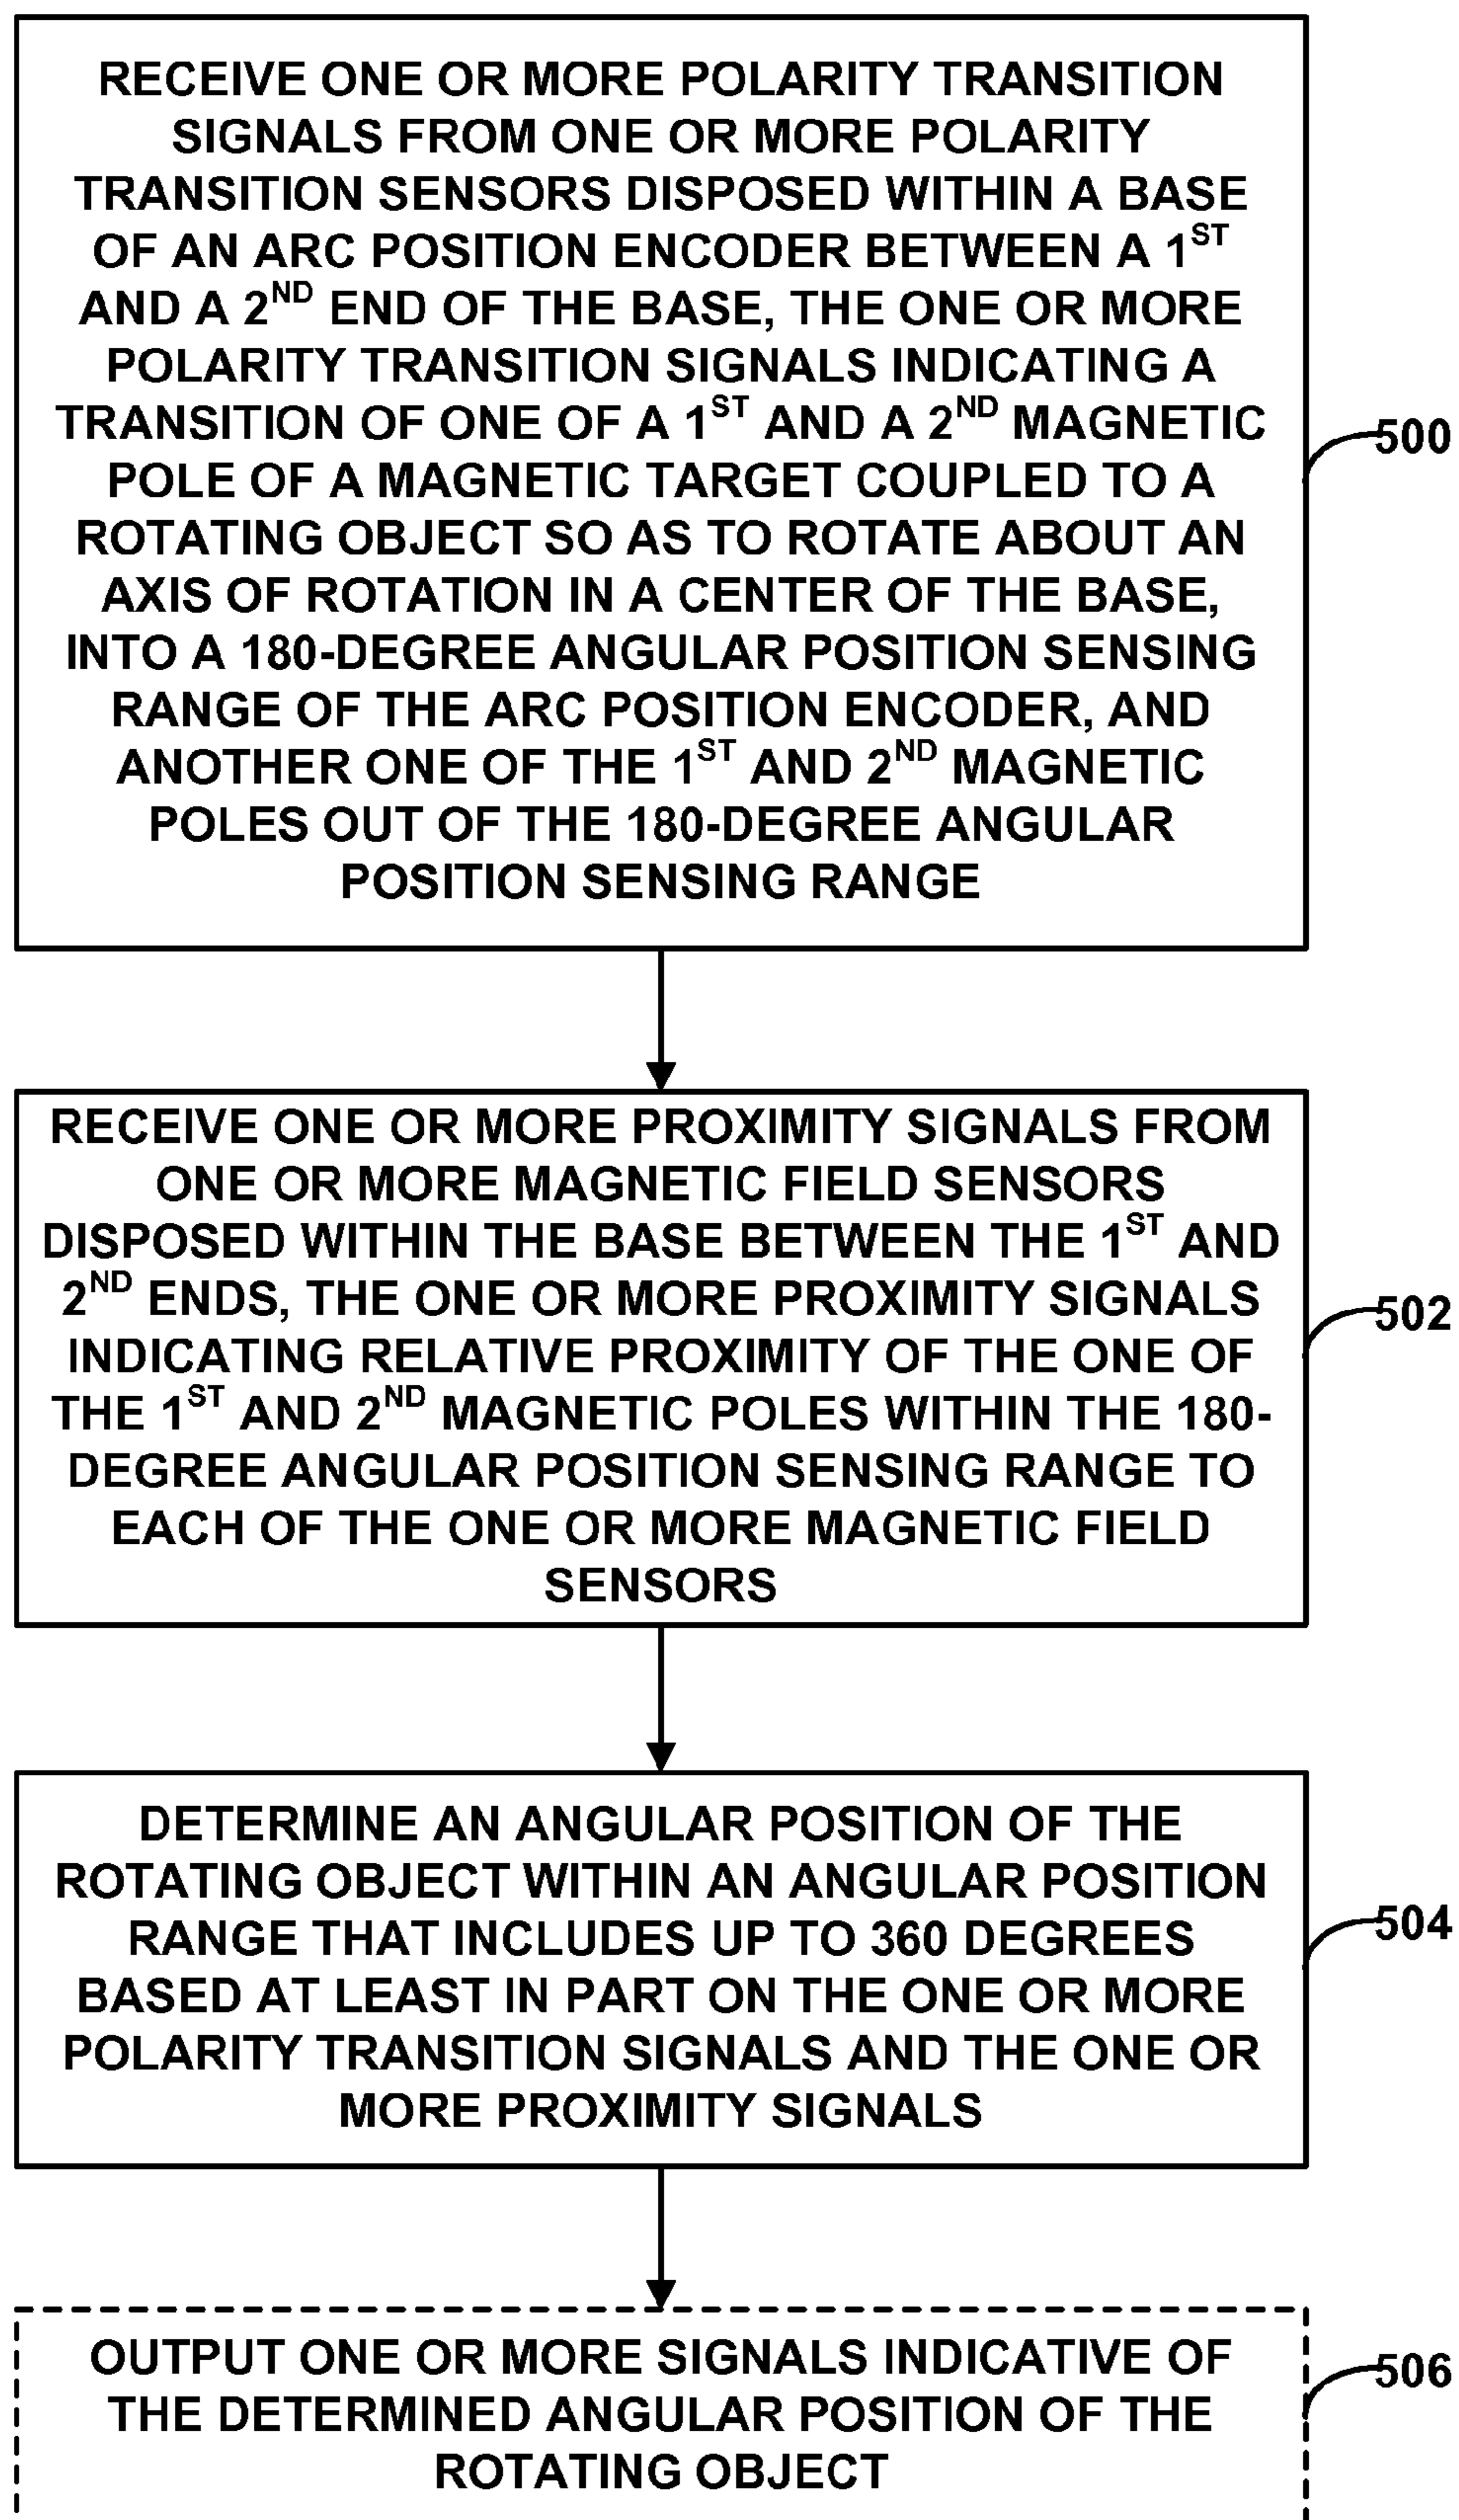 RECEIVE ONE OR MORE POLARITY TRANSITION
SIGNALS FROM ONE OR MORE POLARITY
TRANSITION SENSORS DISPOSED WITHIN A BASE
OF AN ARC POSITION ENCODER BETWEEN A 1ST
AND A 2ND END OF THE BASE, THE ONE OR MORE
POLARITY TRANSITION SIGNALS INDICATING A
TRANSITION OF ONE OF A 1ST AND A 2ND MAGNETIC
POLE OF A MAGNETIC TARGET COUPLED TO A
ROTATING OBJECT SO AS TO ROTATE ABOUT AN
AXIS OF ROTATION IN A CENTER OF THE BASE,
INTO A 180-DEGREE ANGULAR POSITION SENSING
RANGE OF THE ARC POSITION ENCODER, AND
ANOTHER ONE OF THE 1ST AND 2ND MAGNETIC
POLES OUT OF THE 180-DEGREE ANGULAR
POSITION SENSING RANGE
500
RECEIVE ONE OR MORE PROXIMITY SIGNALS FROM
ONE OR MORE MAGNETIC FIELD SENSORS
DISPOSED WITHIN THE BASE BETWEEN THE 1ST AND
2ND ENDS, THE ONE OR MORE PROXIMITY SIGNALS
INDICATING RELATIVE PROXIMITY OF THE ONE OF
THE 1ST AND 2ND MAGNETIC POLES WITHIN THE 180-
DEGREE ANGULAR POSITION SENSING RANGE TO
EACH OF THE ONE OR MORE MAGNETIC FIELD
SENSORS
502
DETERMINE AN ANGULAR POSITION OF THE
ROTATING OBJECT WITHIN AN ANGULAR POSITION
RANGE THAT INCLUDES UP TO 360 DEGREES
BASED AT LEAST IN PART ON THE ONE OR MORE
POLARITY TRANSITION SIGNALS AND THE ONE OR
MORE PROXIMITY SIGNALS
504
OUTPUT ONE OR MORE SIGNALS INDICATIVE OF
THE DETERMINED ANGULAR POSITION OF THE
ROTATING OBJECT
506